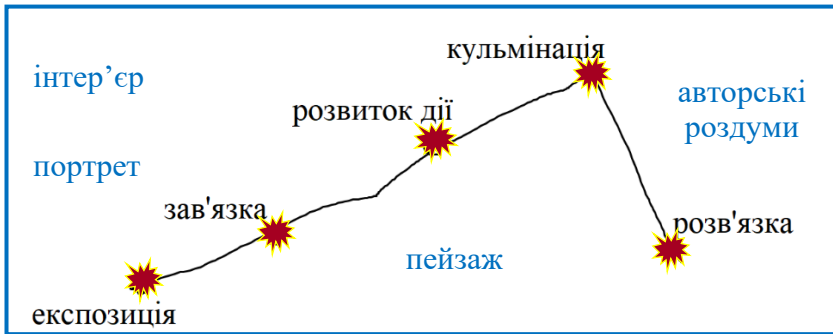 кульмінація
інтер’єр
авторські
роздуми
розвиток дії
портрет
зав'язка
розв'язка
пейзаж
експозиція